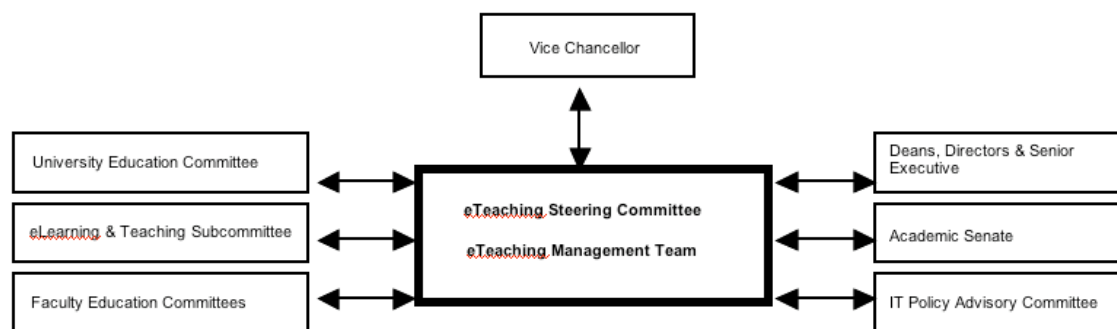 Vice Chancellor
University Education Committee
eLearning & Teaching Subcommittee
Faculty Education Committees
eTeaching Steering Committee
eTeaching Management Team
Deans, Directors & Senior
Executive
Academic Senate
IT Policy Advisory Committee